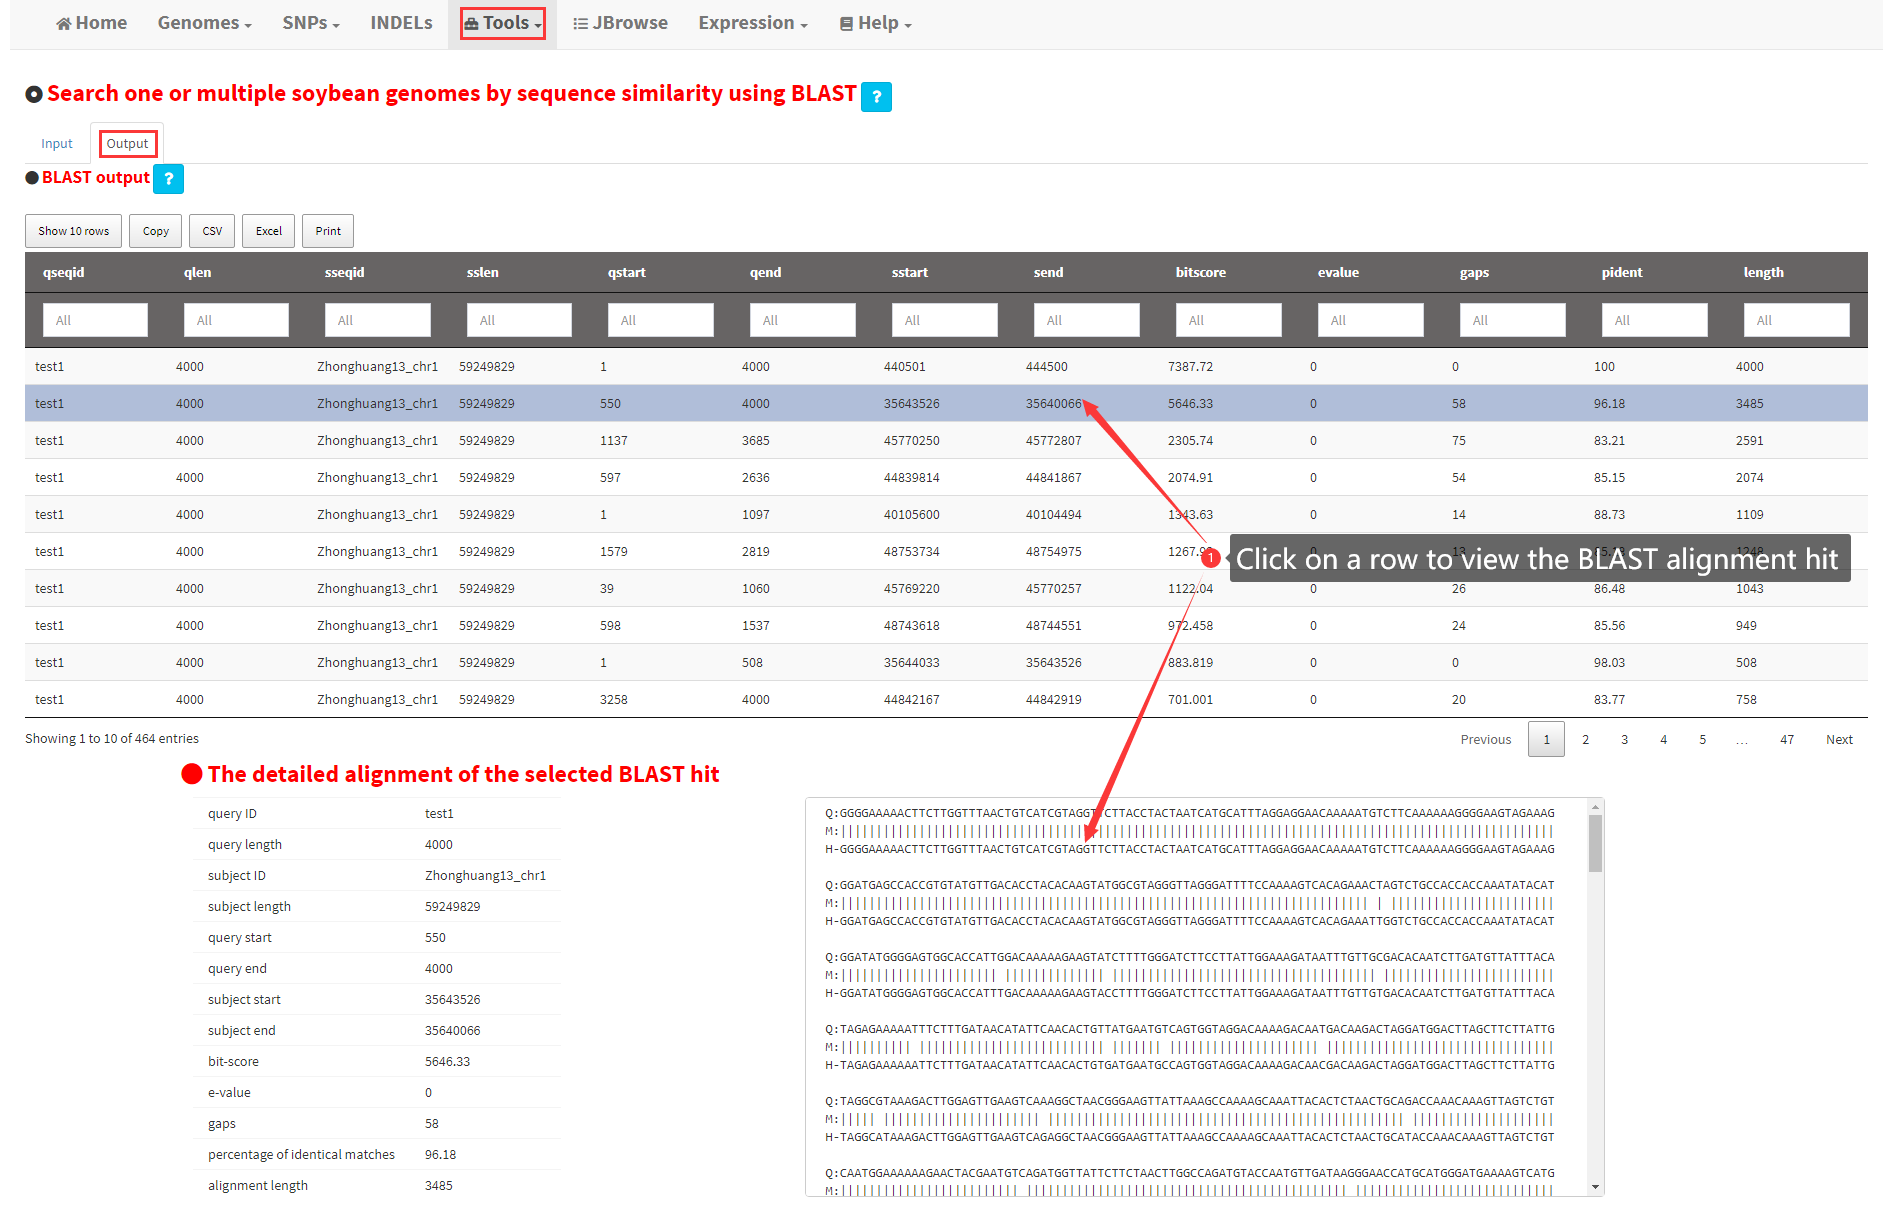 Home Genomes SNPs INDELs Tools JBrowse Expression Help
Search one or multiple soybean genomes by sequence similarity using BLAST ?
Input Output
BLAST output ?
Show 10 rows Copy CSV Excel Print
qseqid qlen sseqid sslen qstart qend sstart send bitscore evalue gaps pident length
All All All All All All All All All All All All All
test1 4000 Zhonghuang13_chr1 59249829 1 4000 440501 444500 7387.72 0 0 100 4000
test1 4000 Zhonghuang13_chr1 59249829 550 4000 35643526 35640066 5646.33 0 58 96.18 3485
test1 4000 Zhonghuang13_chr1 59249829 1137 3685 45770250 45772807 2305.74 0 75 83.21 2591
test1 4000 Zhonghuang13_chr1 59249829 597 2636 44839814 44841867 2074.91 0 54 85.15 2074
test1 4000 Zhonghuang13_chr1 59249829 1 1097 40105600 40104494 1343.63 0 14 88.73 1109
test1 4000 Zhonghuang13_chr1 59249829 1579 2819 48753734 48754975 0 13 1248
1 Click on a row to view the BLAST alignment hit
test1 4000 Zhonghuang13_chr1 59249829 39 1060 45769220 45770257 1122.04 0 26 86.48 1043
test1 4000 Zhonghuang13_chr1 59249829 598 1537 48743618 48744551 972.458 0 24 85.56 949
test1 4000 Zhonghuang13_chr1 59249829 1 508 35644033 35643526 883.819 0 0 98.03 508
test1 4000 Zhonghuang13_chr1 59249829 3258 4000 44842167 44842919 701.001 0 20 83.77 758
Showing 1 to 10 of 464 entries Previous 1 2 3 4 5 … 47 Next
The detailed alignment of the selected BLAST hit
query ID test1
query length 4000
subject ID Zhonghuang13_chr1
subject length 59249829
query start 550
query end 4000
subject start 35643526
subject end 35640066
bit-score 5646.33
e-value 0
gaps 58
percentage of identical matches 96.18
alignment length 3485
Q:GGGGAAAAACTTCTTGGTTTAACTGTCATCGTAGGTTCTTACCTACTAATCATGCATTTAGGAGGAACAAAAATGTCTTCAAAAAAGGGGAAGTAGAAAG
H-GGGGAAAAACTTCTTGGTTTAACTGTCATCGTAGGTTCTTACCTACTAATCATGCATTTAGGAGGAACAAAAATGTCTTCAAAAAAGGGGAAGTAGAAAG
Q:GGATGAGCCACCGTGTATGTTGACACCTACACAAGTATGGCGTAGGGTTAGGGATTTTCCAAAAGTCACAGAAACTAGTCTGCCACCACCAAATATACAT
H-GGATGAGCCACCGTGTATGTTGACACCTACACAAGTATGGCGTAGGGTTAGGGATTTTCCAAAAGTCACAGAAATTGGTCTGCCACCACCAAATATACAT
Q:GGATATGGGGAGTGGCACCATTGGACAAAAAGAAGTATCTTTTGGGATCTTCCTTATTGGAAAGATAATTTGTTGCGACACAATCTTGATGTTATTTACA
H-GGATATGGGGAGTGGCACCATTTGACAAAAAGAAGTACCTTTTGGGATCTTCCTTATTGGAAAGATAATTTGTTGTGACACAATCTTGATGTTATTTACA
Q:TAGAGAAAAATTTCTTTGATAACATATTCAACACTGTTATGAATGTCAGTGGTAGGACAAAAGACAATGACAAGACTAGGATGGACTTAGCTTCTTATTG
H-TAGAGAAAAAATTCTTTGATAACATATTCAACACTGTGATGAATGCCAGTGGTAGGACAAAAGACAACGACAAGACTAGGATGGACTTAGCTTCTTATTG
Q:TAGGCGTAAAGACTTGGAGTTGAAGTCAAAGGCTAACGGGAAGTTATTAAAGCCAAAAGCAAATTACACTCTAACTGCAGACCAAACAAAGTTAGTCTGT
H-TAGGCATAAAGACTTGGAGTTGAAGTCAGAGGCTAACGGGAAGTTATTAAAGCCAAAAGCAAATTACACTCTAACTGCATACCAAACAAAGTTAGTCTGT
Q:CAATGGAAAAAAGAACTACGAATGTCAGATGGTTATTCTTCTAACTTGGCCAGATGTACCAATGTTGATAAGGGAACCATGCATGGGATGAAAAGTCATG